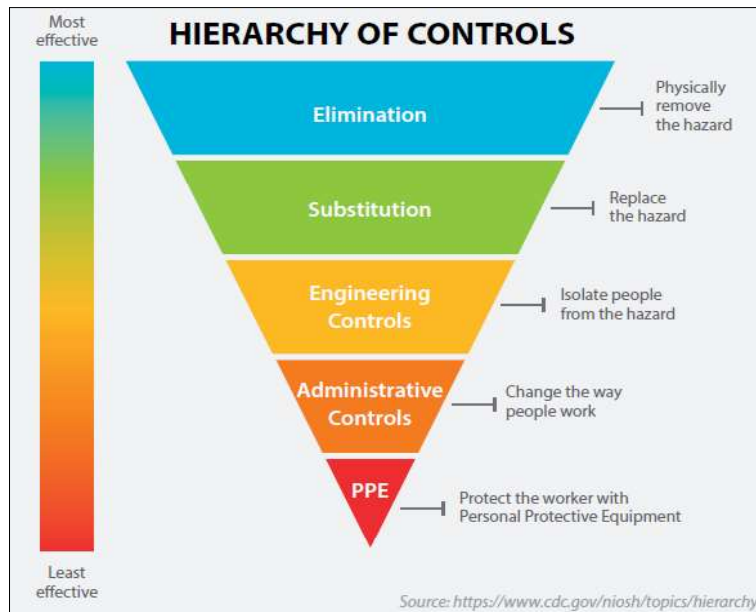 Most
effective
HIERARCHY OF CONTROLS
Elimination
Physically
remove
the hazard
Substitution
Replace
the hazard
Engineering
Controls
Isolate people
from the hazard
Administrative
Controls
Change the way
people work
PPE
Protect the worker with
Personal Protective Equipment
Least
effective
Source: https://www.cdc.gov/niosh/topics/hierarchy